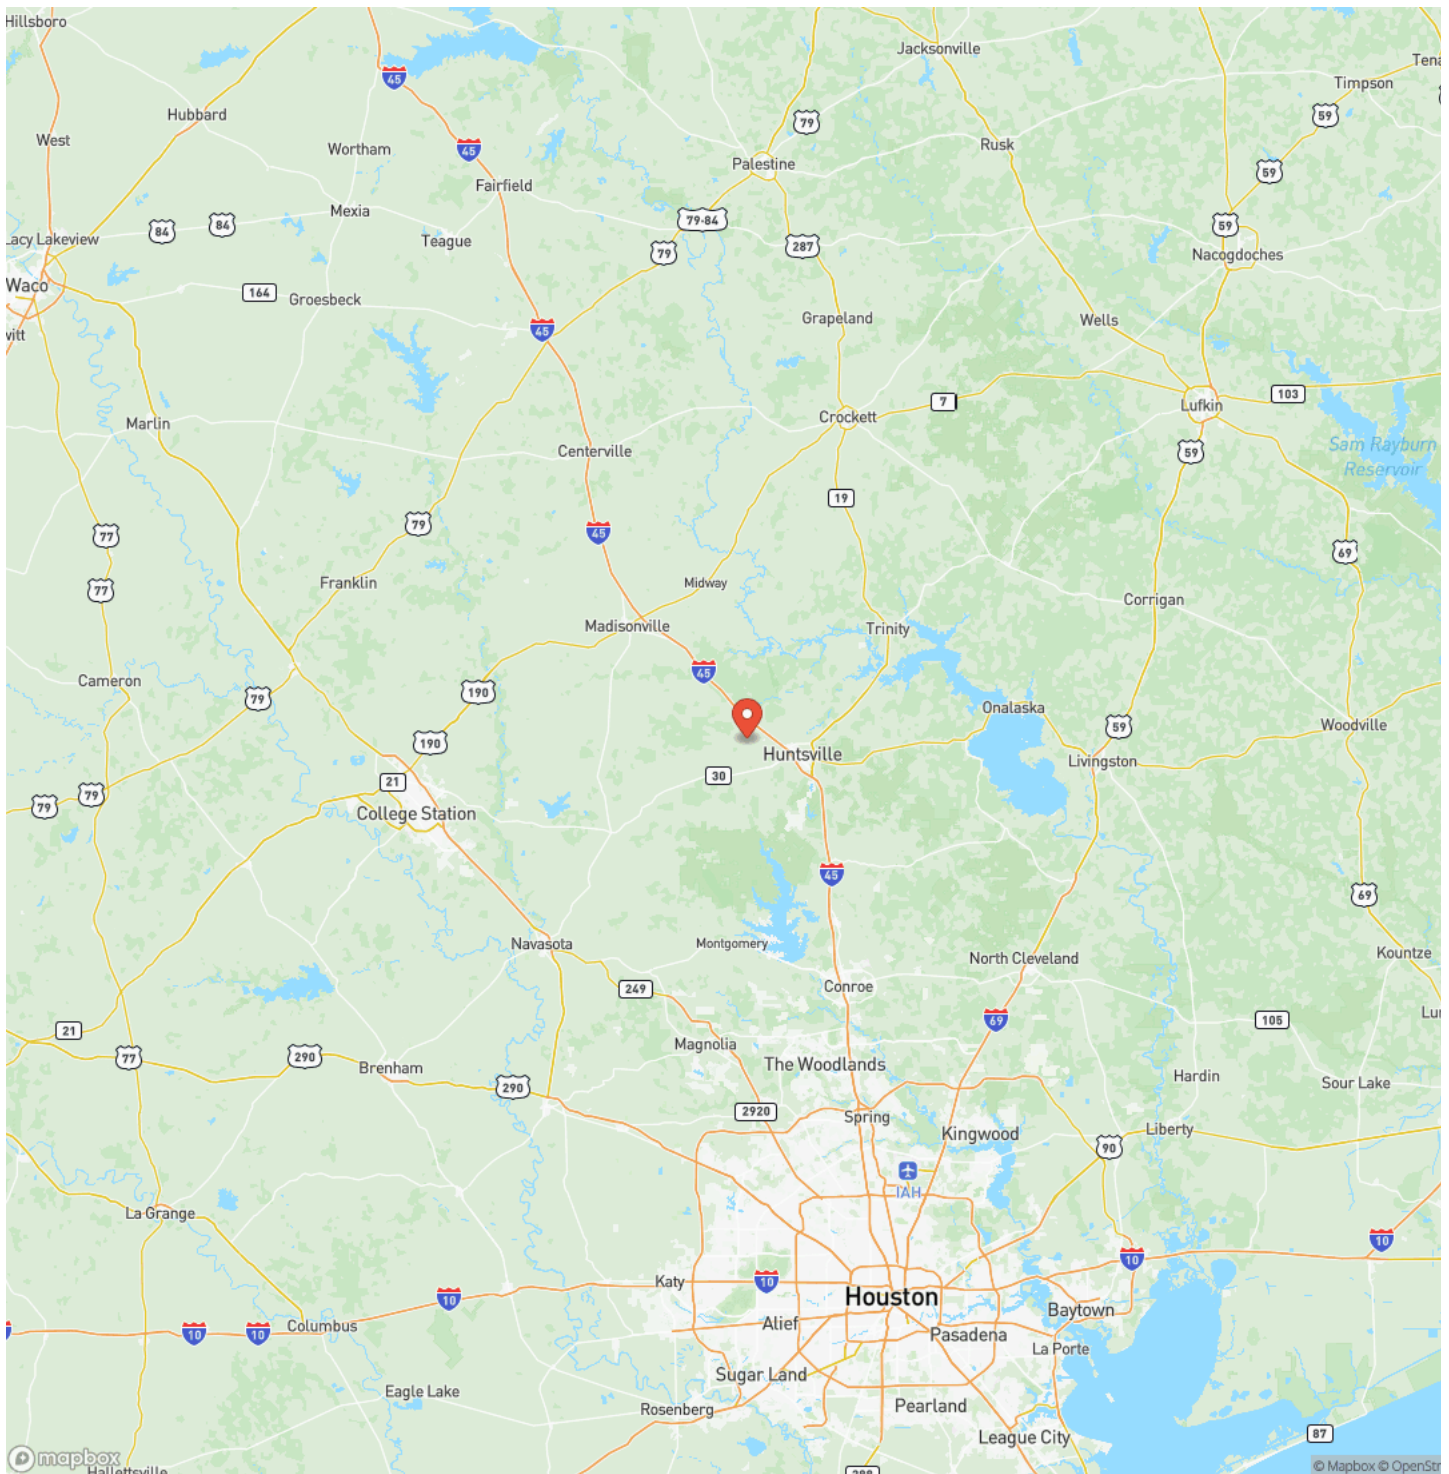 Hillsboro
Jacksonville
Tena
45
Timpson
Hubbard
79
59
West
Wortham
45
Rusk
Palestine
59
Fairfield
Mexia
84
84
79-84
59
Lacy Lakeview
Teague
79
287
Nacogdoches
Waco
164
Groesbeck
Grapeland
Wells
vitt
45
7
103
Lufkin
Marlin
Crockett
Sam Rayburn
Reservoir
Centerville
59
19
79
77
45
69
Franklin
Midway
77
Corrigan
Madisonville
Trinity
45
Cameron
190
79
Onalaska
59
Woodville
190
Huntsville
Livingston
30
21
79
79
College Station
45
69
Navasota
Montgomery
Kountze
North Cleveland
Conroe
249
Lu
21
69
105
77
290
Magnolia
The Woodlands
Brenham
Hardin
Sour Lake
290
2920
Spring
Kingwood
Liberty
90
IAH
La Grange
10
10
Katy
10
Houston
10
Baytown
Columbus
Alief
10
10
Pasadena
La Porte
Sugar Land
Eagle Lake
Rosenberg
Pearland
League City
87
mapbox
Hallettsville
288
© Mapbox © OpenStr